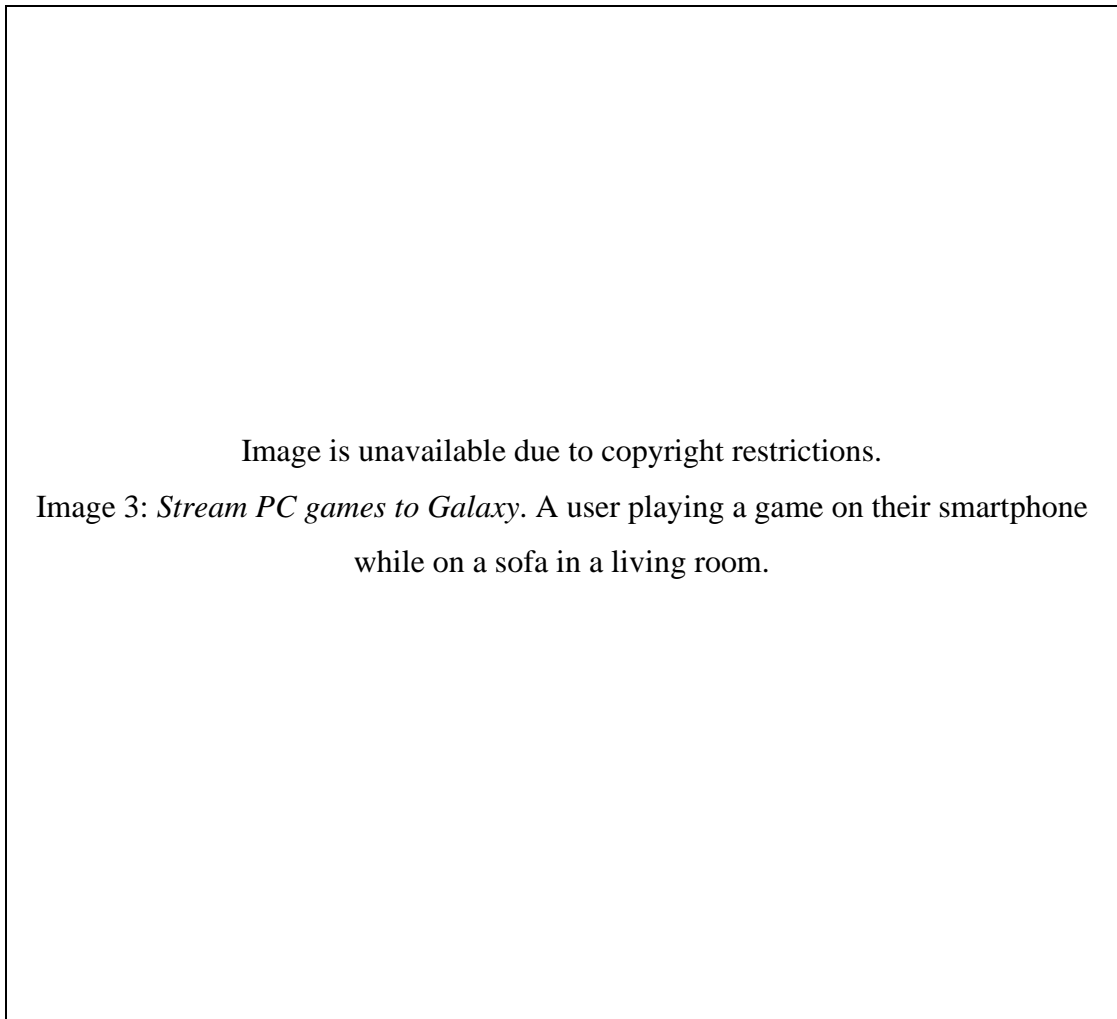 Image is unavailable due to copyright restrictions.
Image 3: Stream PC games to Galaxy. A user playing a game on their smartphone
while on a sofa in a living room.